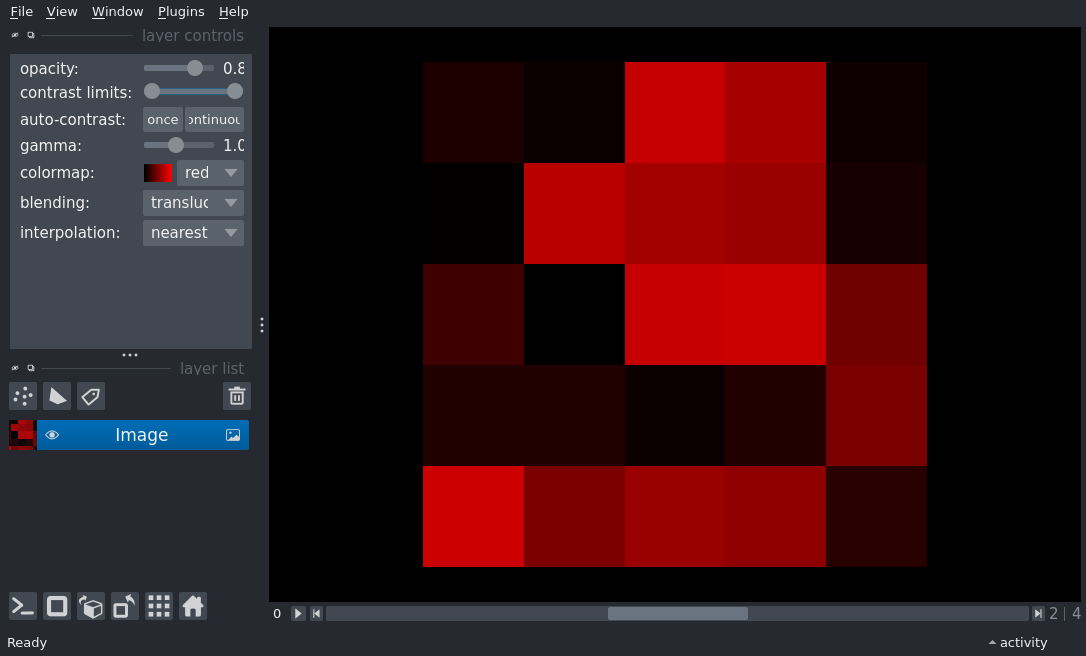 File View Window Plugins Help
layer controls
opacity: 0.8
contrast limits:
auto-contrast: once ontinuou
gamma: 1.0
colormap: red
blending: transluc
interpolation: nearest
layer list
Image
0 2 | 4
Ready activity